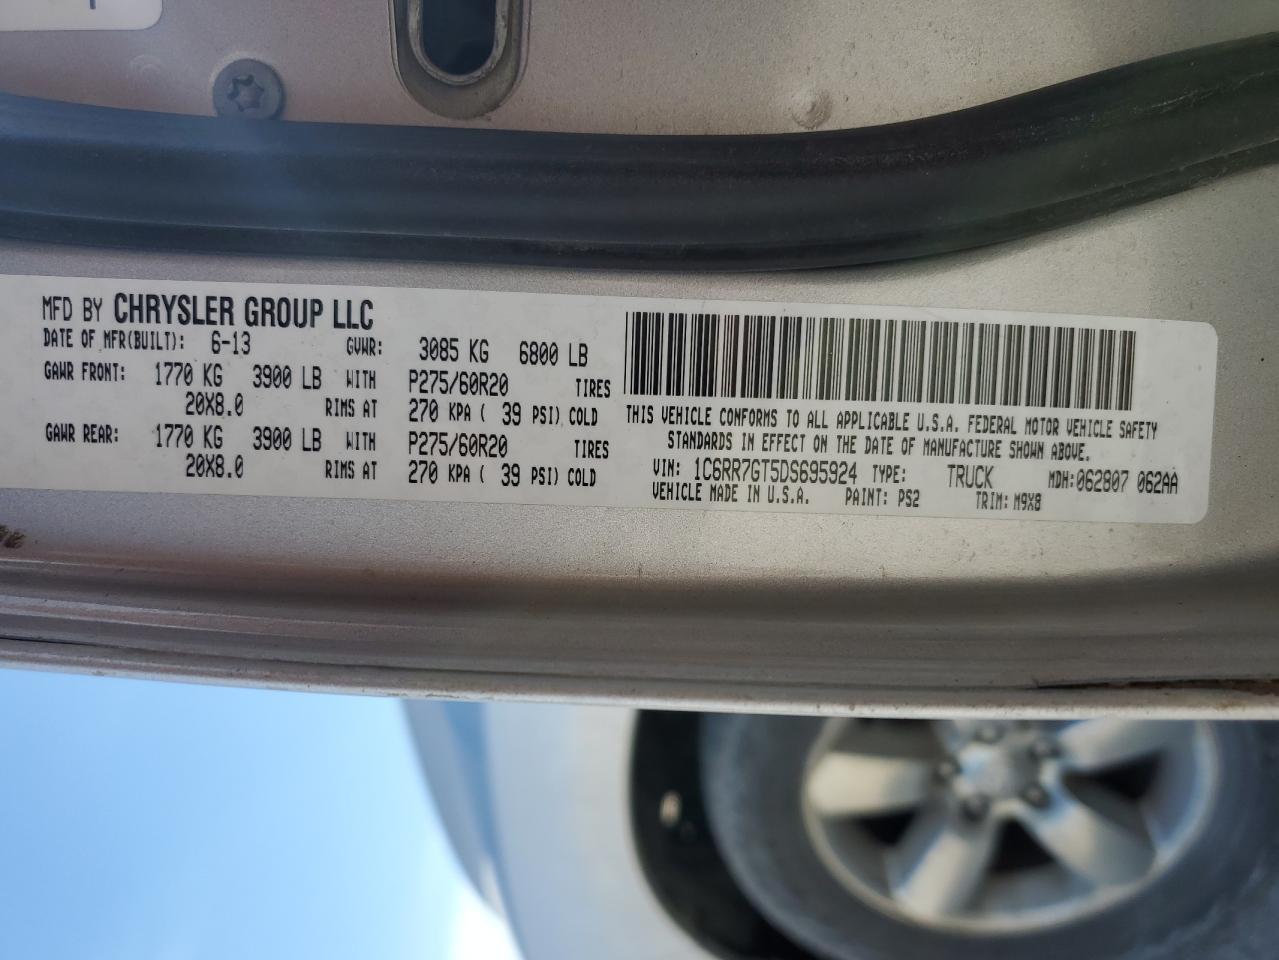 MFD BY CHRYSLER GROUP LLC
DATE OF MFR(BUILT): 6-13 GVWR: 3085 KG 6800 LB
GAWR FRONT: 1770 KG 3900 LB WITH P275/60R20 TIRES
20X8.0 RIMS AT 270 KPA ( 39 PSI) COLD
GAWR REAR: 1770 KG 3900 LB WITH P275/60R20 TIRES
20X8.0 RIMS AT 270 KPA ( 39 PSI) COLD
THIS VEHICLE CONFORMS TO ALL APPLICABLE U.S.A. FEDERAL MOTOR VEHICLE SAFETY
STANDARDS IN EFFECT ON THE DATE OF MANUFACTURE SHOWN ABOVE.
VIN: 1C6RR7GT5DS695924 TYPE: TRUCK MDH:062807 062AA
VEHICLE MADE IN U.S.A. PAINT: PS2 TRIM: M9X8